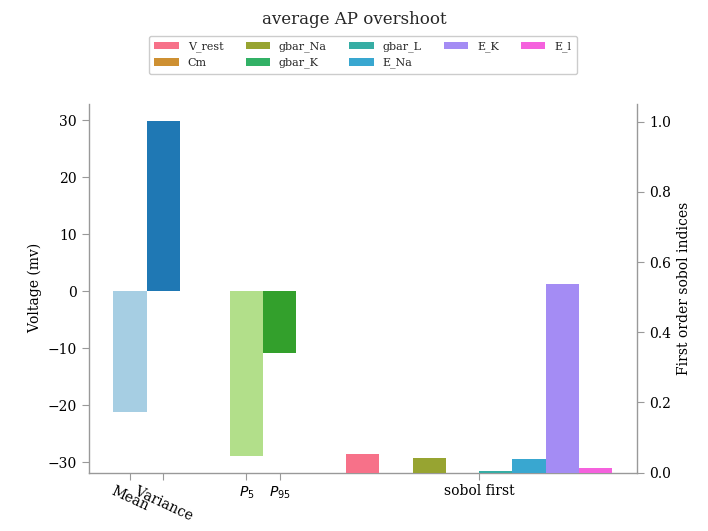 average AP overshoot
V_rest gbar_Na gbar_L E_K E_l
Cm gbar_K E_Na
30
20
10
0
−10
−20
−30
Voltage (mv)
1.0
0.8
0.6
0.4
0.2
0.0
First order sobol indices
Mean
Variance
P5
P95
sobol first